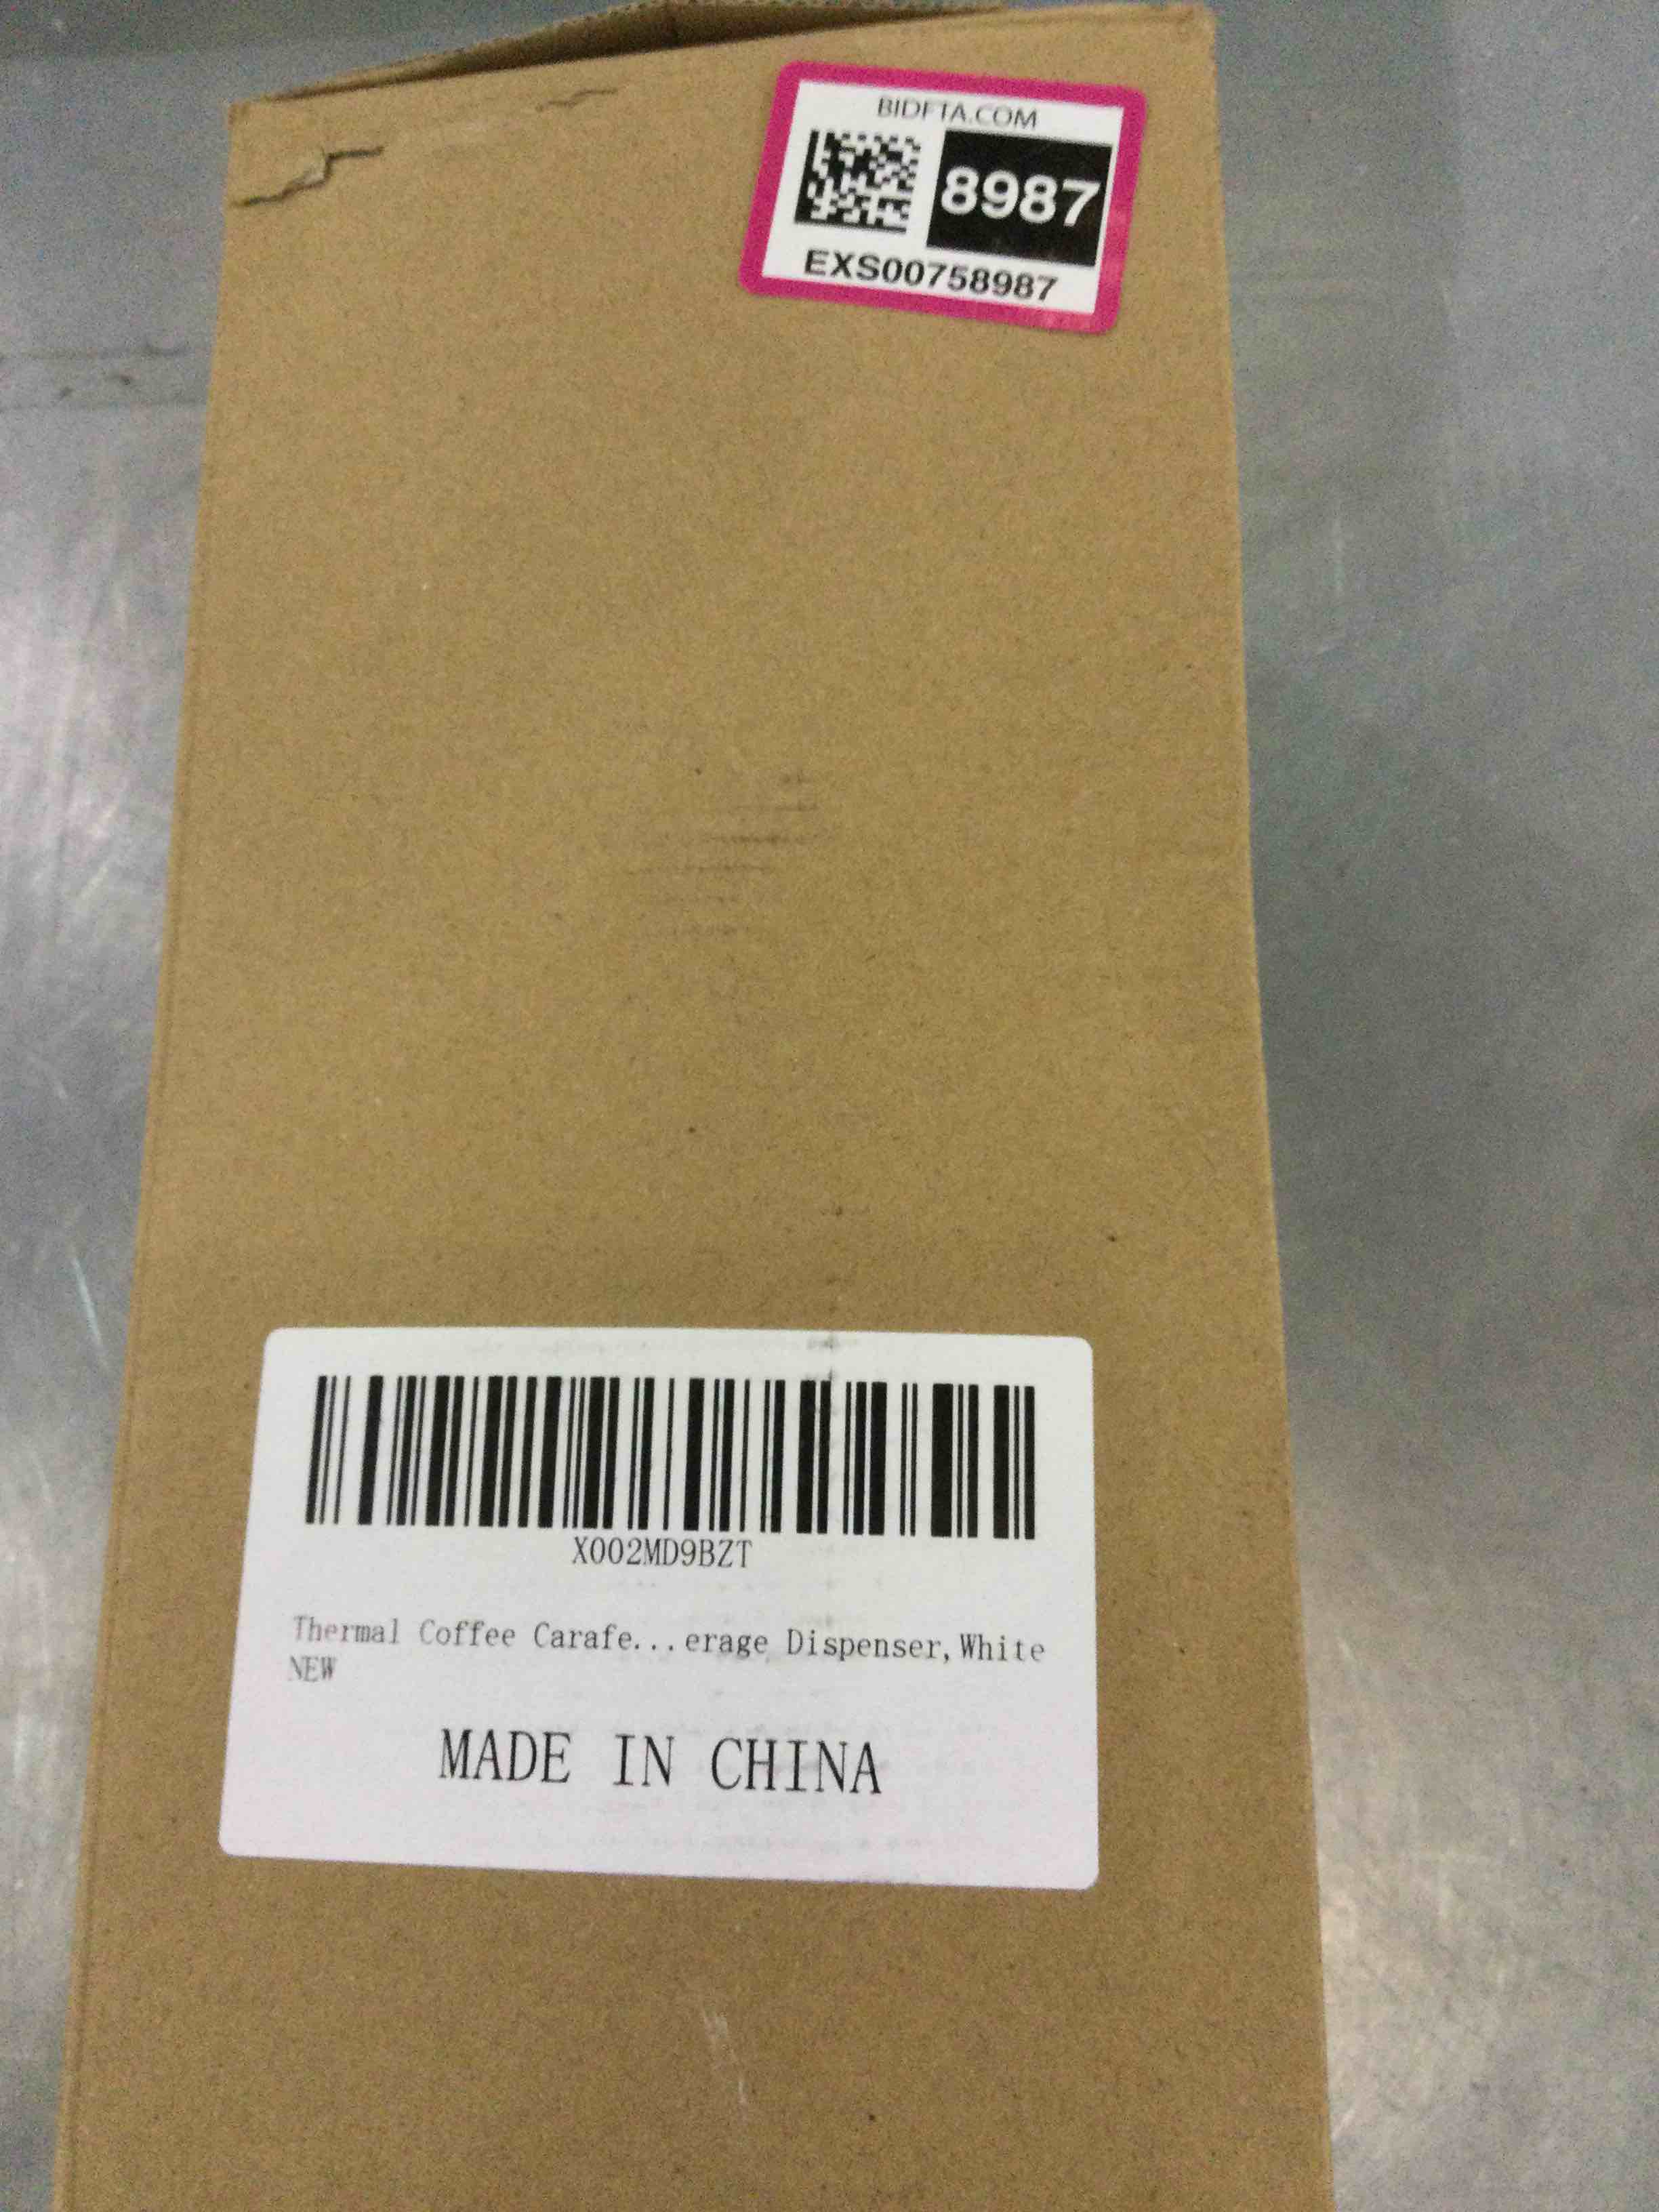 BIDFTA.COM
8987
EXS00758987
X002MD9BZT
Thermal Coffee Carafe...erage Dispenser,White
NEW
MADE IN CHINA